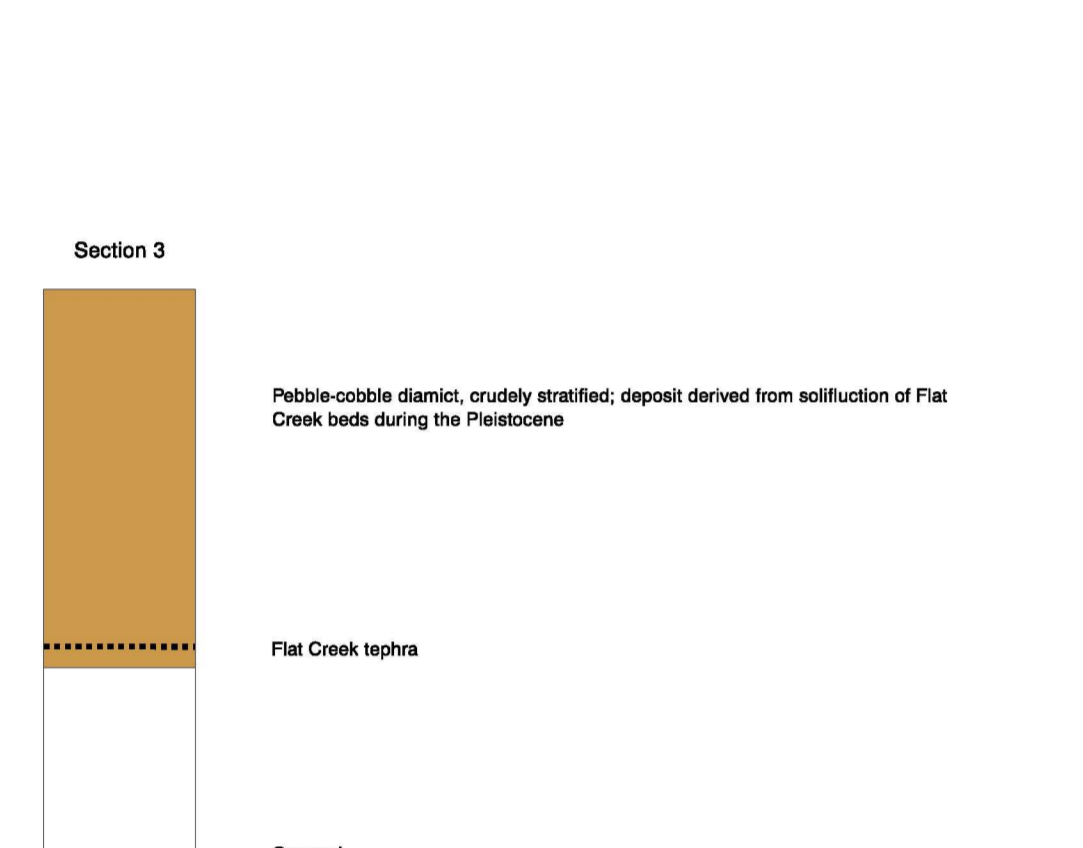 Section 3
Pebble-cobble diamict, crudely stratified; deposit derived from solifluction of Flat
Creek beds during the Pleistocene
Flat Creek tephra